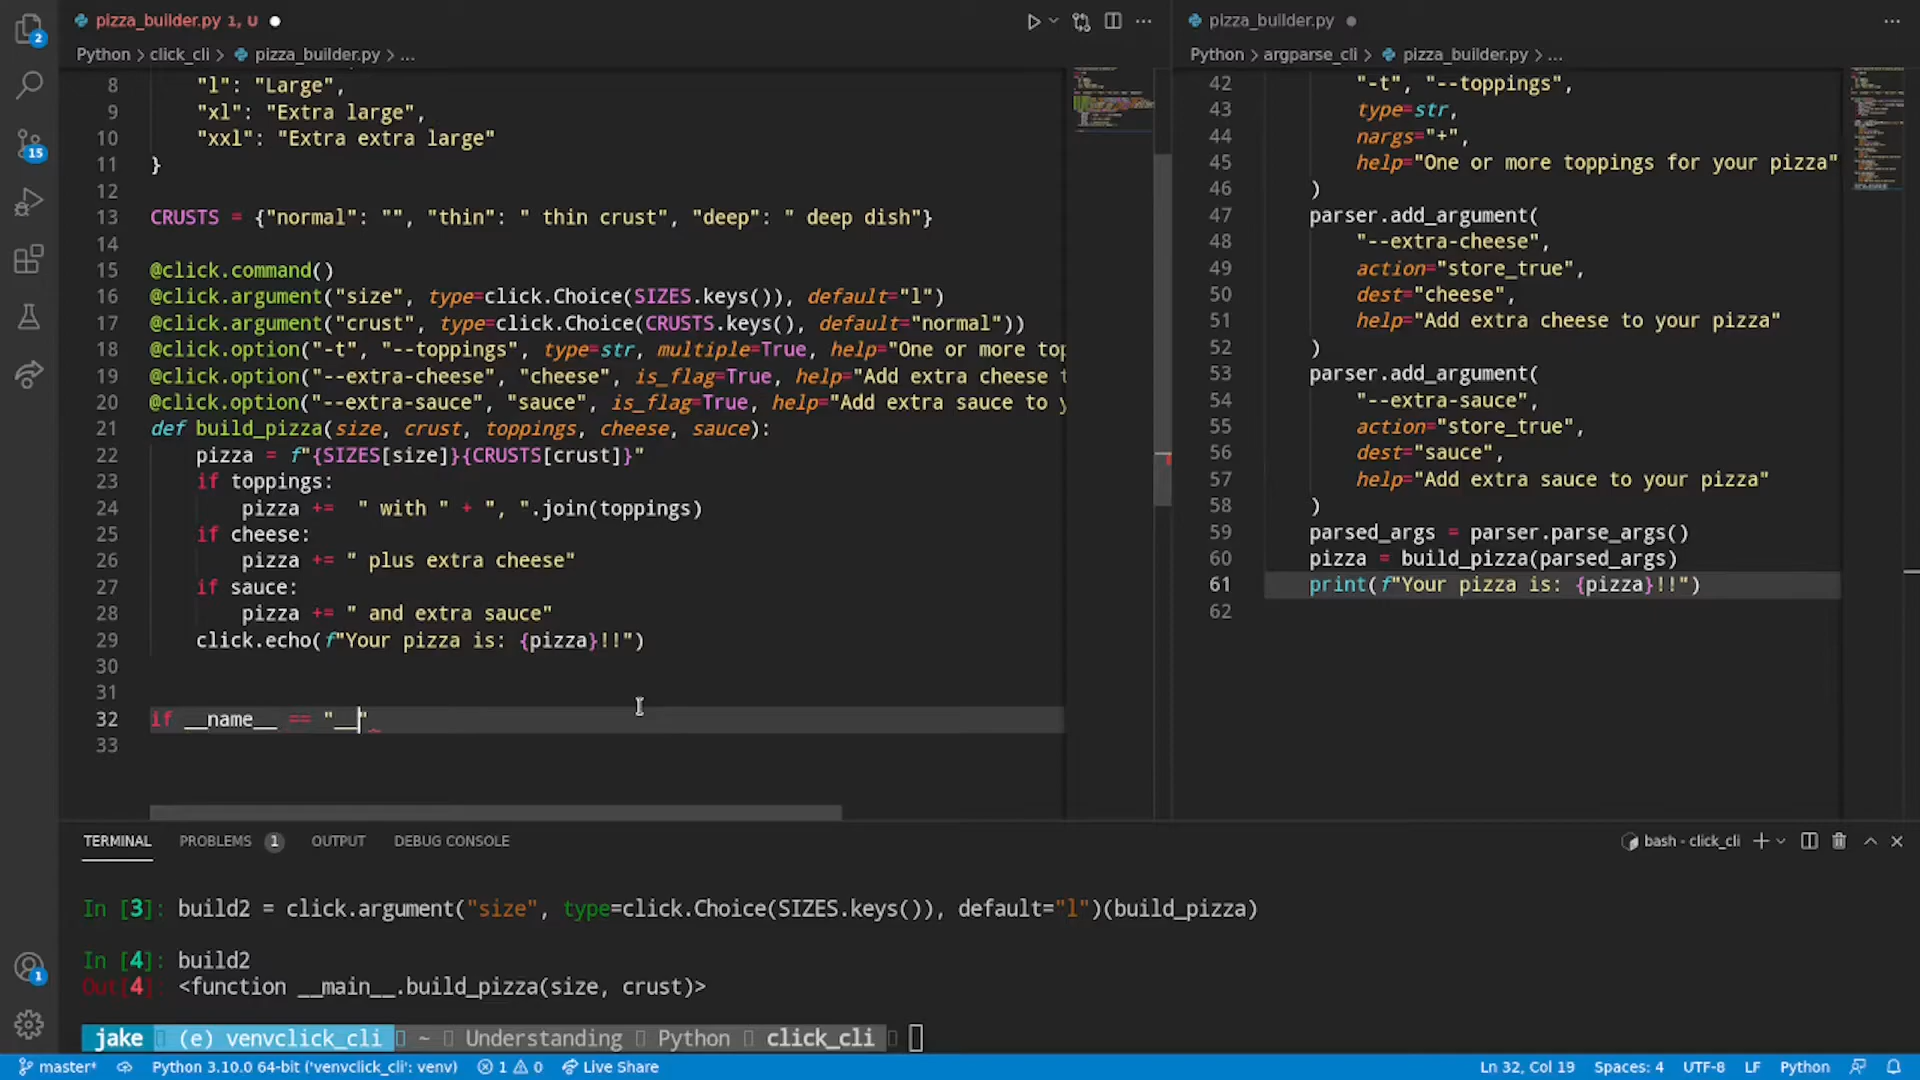 pizza_builder.py 1, U
Python > click_cli > pizza_builder.py > ...
8 "l": "Large",
9 "xl": "Extra large",
10 "xxl": "Extra extra large"
11 }
12
13 CRUSTS = {"normal": "", "thin": " thin crust", "deep": " deep dish"}
14
15 @click.command()
16 @click.argument("size", type=click.Choice(SIZES.keys()), default="l")
17 @click.argument("crust", type=click.Choice(CRUSTS.keys(), default="normal"))
18 @click.option("-t", "--toppings", type=str, multiple=True, help="One or more top
19 @click.option("--extra-cheese", "cheese", is_flag=True, help="Add extra cheese t
20 @click.option("--extra-sauce", "sauce", is_flag=True, help="Add extra sauce to y
21 def build_pizza(size, crust, toppings, cheese, sauce):
22 pizza = f"{SIZES[size]}{CRUSTS[crust]}"
23 if toppings:
24 pizza += " with " + ", ".join(toppings)
25 if cheese:
26 pizza += " plus extra cheese"
27 if sauce:
28 pizza += " and extra sauce"
29 click.echo(f"Your pizza is: {pizza}!!")
30
31
32 if __name__ == "__"
33
pizza_builder.py
Python > argparse_cli > pizza_builder.py > ...
42 "-t", "--toppings",
43 type=str,
44 nargs="+",
45 help="One or more toppings for your pizza"
46 )
47 parser.add_argument(
48 "--extra-cheese",
49 action="store_true",
50 dest="cheese",
51 help="Add extra cheese to your pizza"
52 )
53 parser.add_argument(
54 "--extra-sauce",
55 action="store_true",
56 dest="sauce",
57 help="Add extra sauce to your pizza"
58 )
59 parsed_args = parser.parse_args()
60 pizza = build_pizza(parsed_args)
61 print(f"Your pizza is: {pizza}!!")
62
2
15
1
TERMINAL PROBLEMS 1 OUTPUT DEBUG CONSOLE bash - click_cli
In [3]: build2 = click.argument("size", type=click.Choice(SIZES.keys()), default="l")(build_pizza)
In [4]: build2
Out[4]: <function __main__.build_pizza(size, crust)>
jake (e) venvclick_cli ~ Understanding Python click_cli
master* Python 3.10.0 64-bit ('venvclick_cli': venv) 1 0 Live Share Ln 32, Col 19 Spaces: 4 UTF-8 LF Python